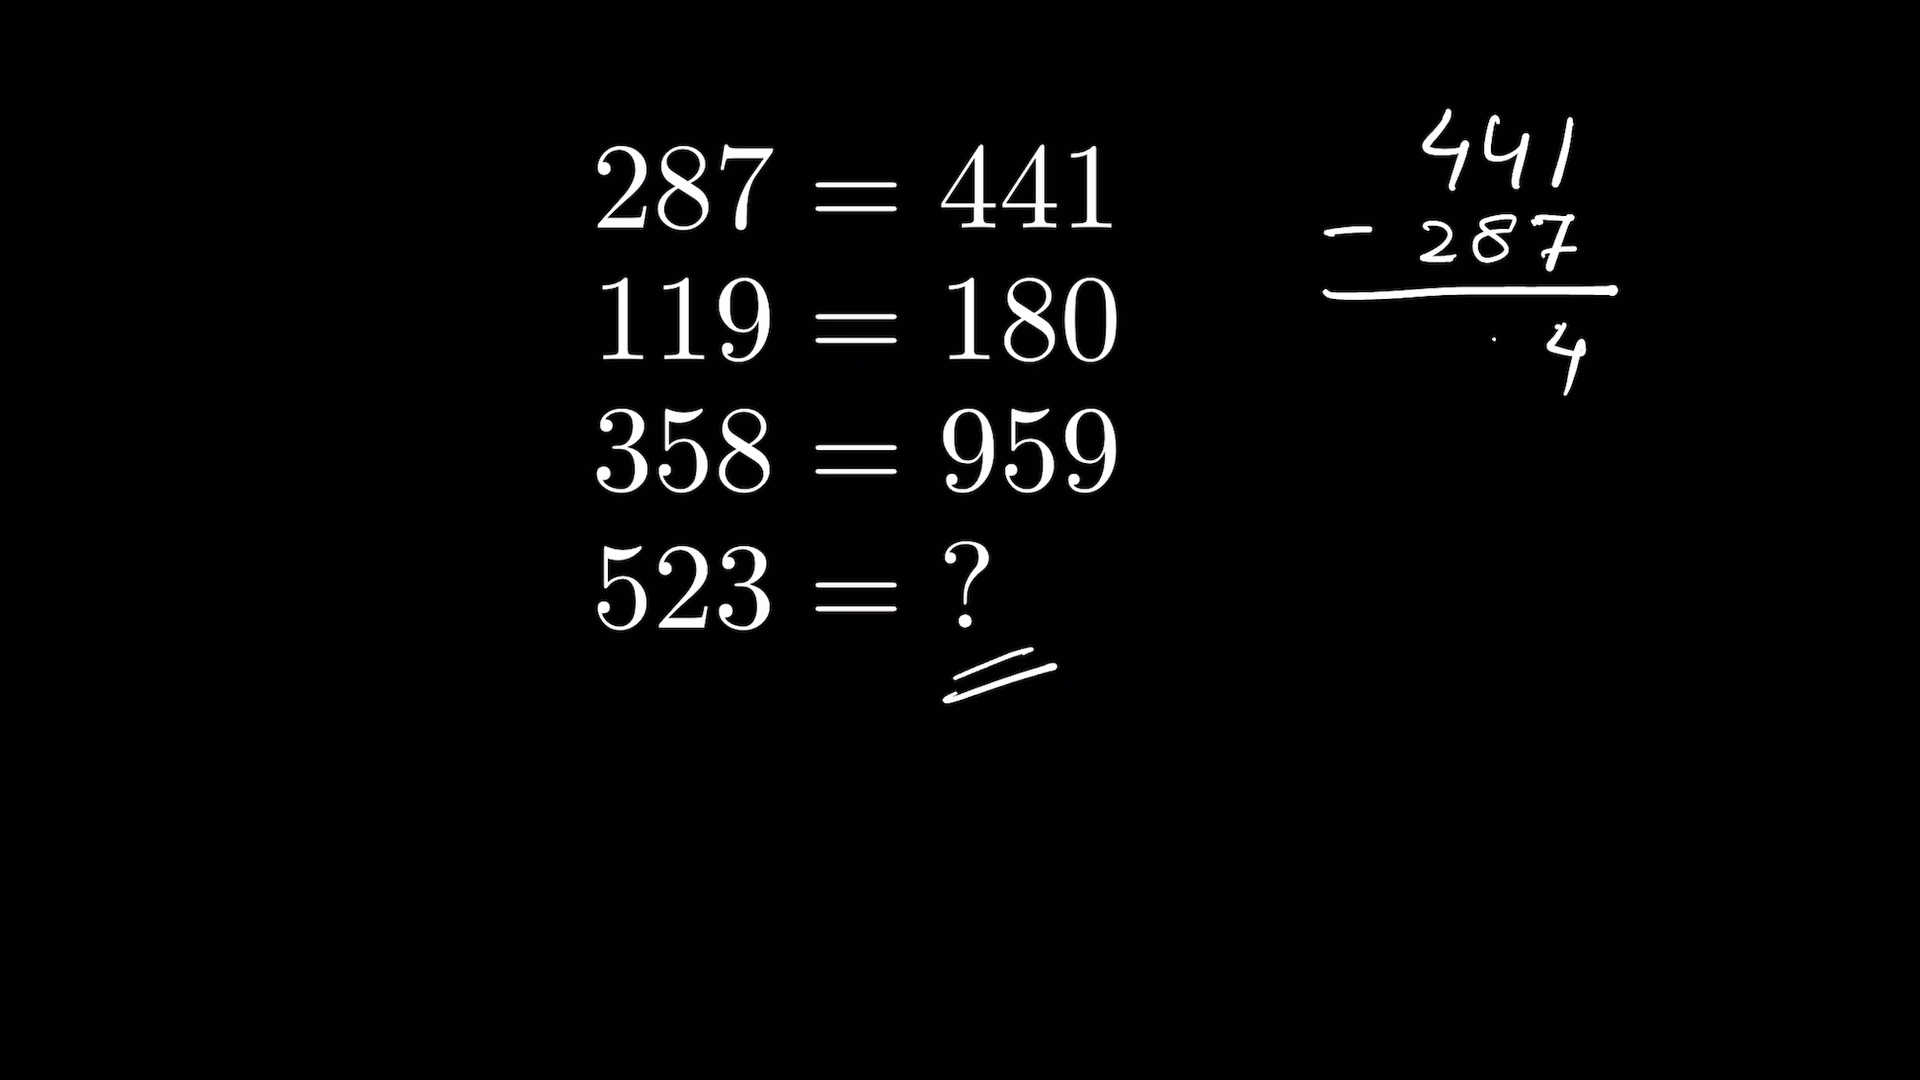 287 = 441
119 = 180
358 = 959
523 = ?
441
- 287
4